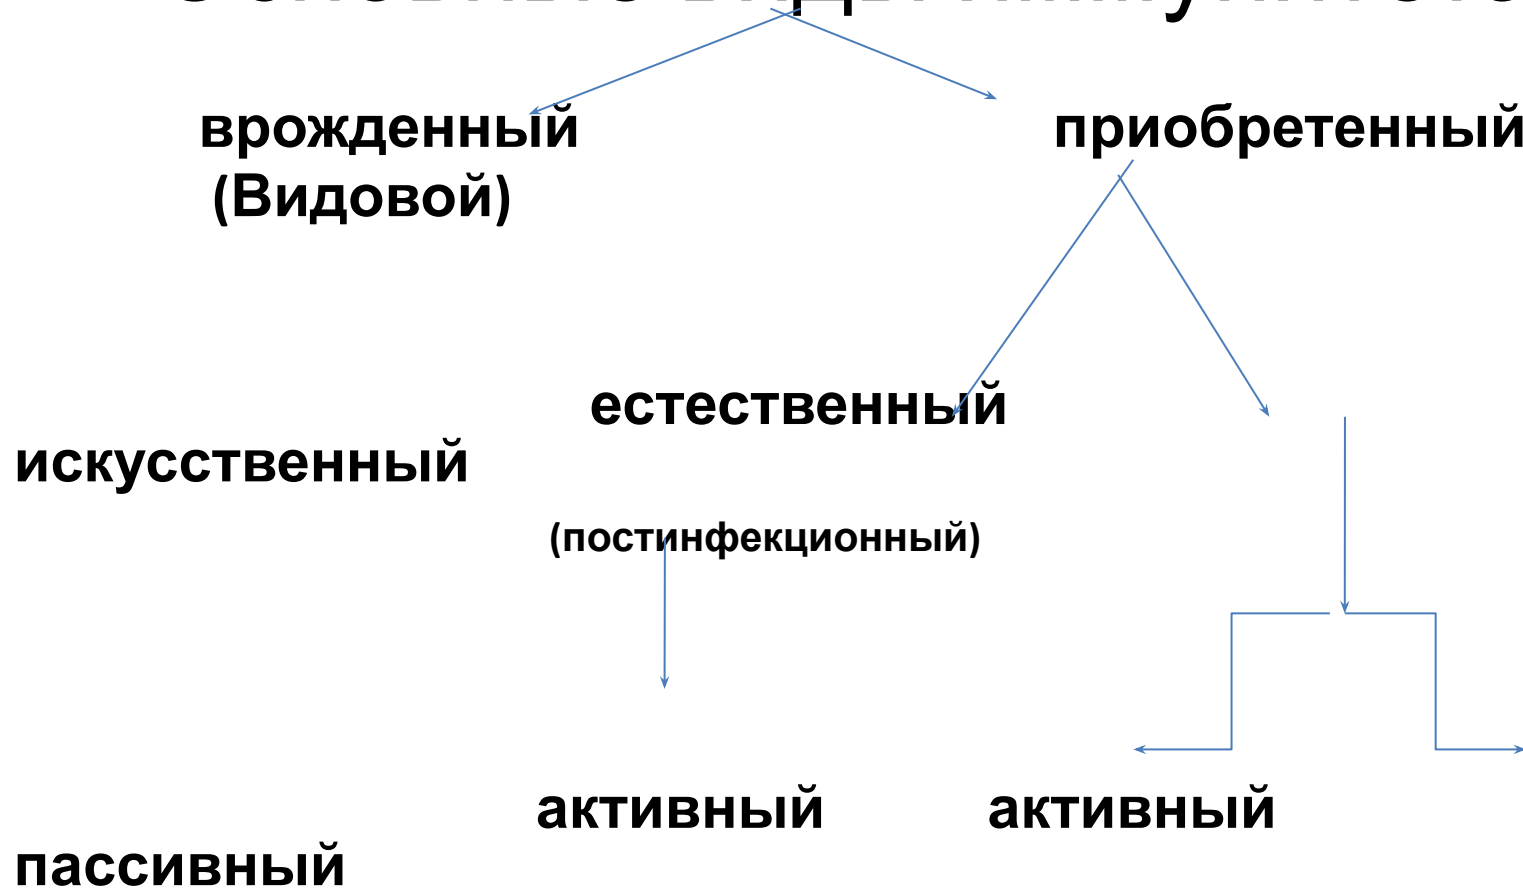 врожденный приобретенный
(Видовой)
естественный
искусственный
(постинфекционный)
активный активный
пассивный